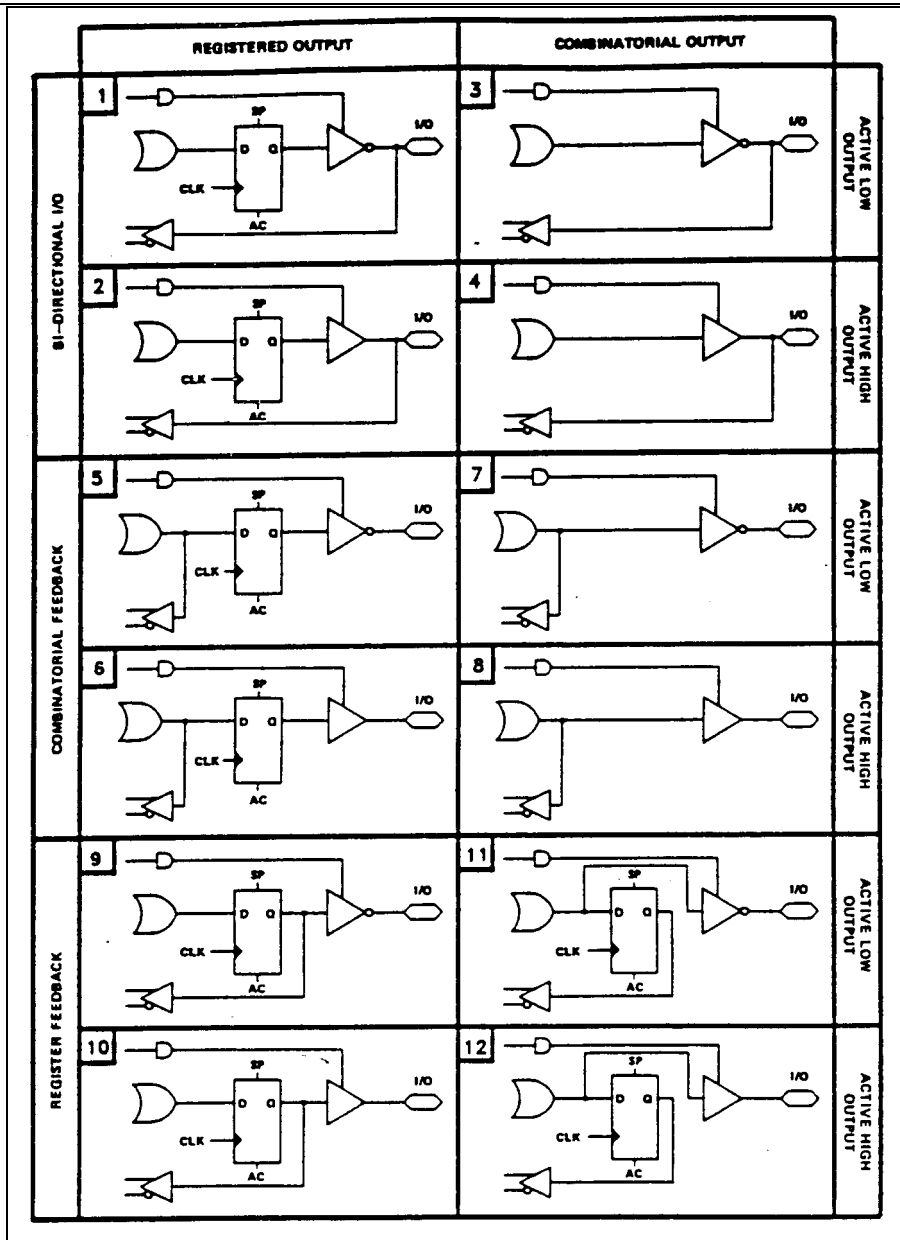 REGISTERED OUTPUT
COMBINATORIAL OUTPUT
BI-DIRECTIONAL I/O
1
SP
I/O
D Q
CLK
AC
3
I/O
ACTIVE LOW
OUTPUT
2
SP
I/O
D Q
CLK
AC
4
I/O
ACTIVE HIGH
OUTPUT
COMBINATORIAL FEEDBACK
5
SP
I/O
D Q
CLK
AC
7
I/O
ACTIVE LOW
OUTPUT
6
SP
I/O
D Q
CLK
AC
8
I/O
ACTIVE HIGH
OUTPUT
REGISTER FEEDBACK
9
SP
I/O
D Q
CLK
AC
11
SP
I/O
D Q
CLK
AC
ACTIVE LOW
OUTPUT
10
SP
I/O
D Q
CLK
AC
12
SP
I/O
D Q
CLK
AC
ACTIVE HIGH
OUTPUT